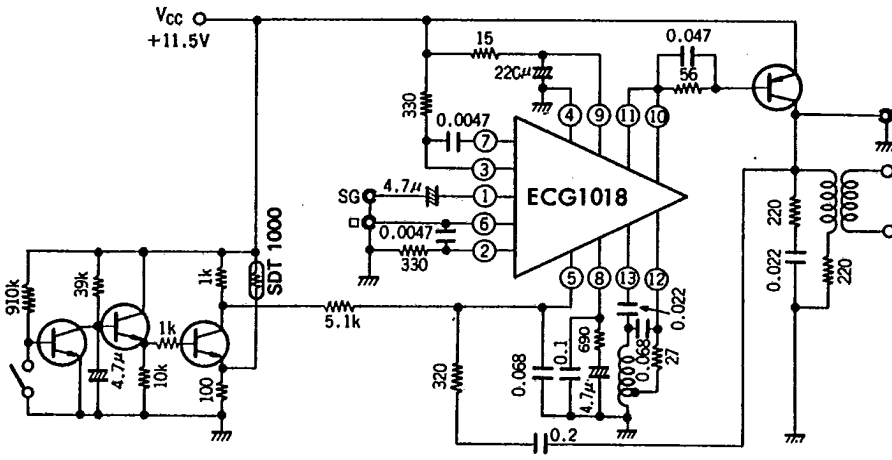 Vcc
+11.5V
15
220μ
0.047
56
330
0.0047
④
⑨
⑪
⑩
⑦
③
SG
4.7μ
①
ECG1018
⑥
0.0047
330
②
⑤
⑧
⑬
⑫
SDT 1000
910k
39k
1k
4.7μ
1k
10k
100
5.1k
320
0.068
0.1
690
4.7μ
0.022
0.068
27
0.2
220
0.022
220